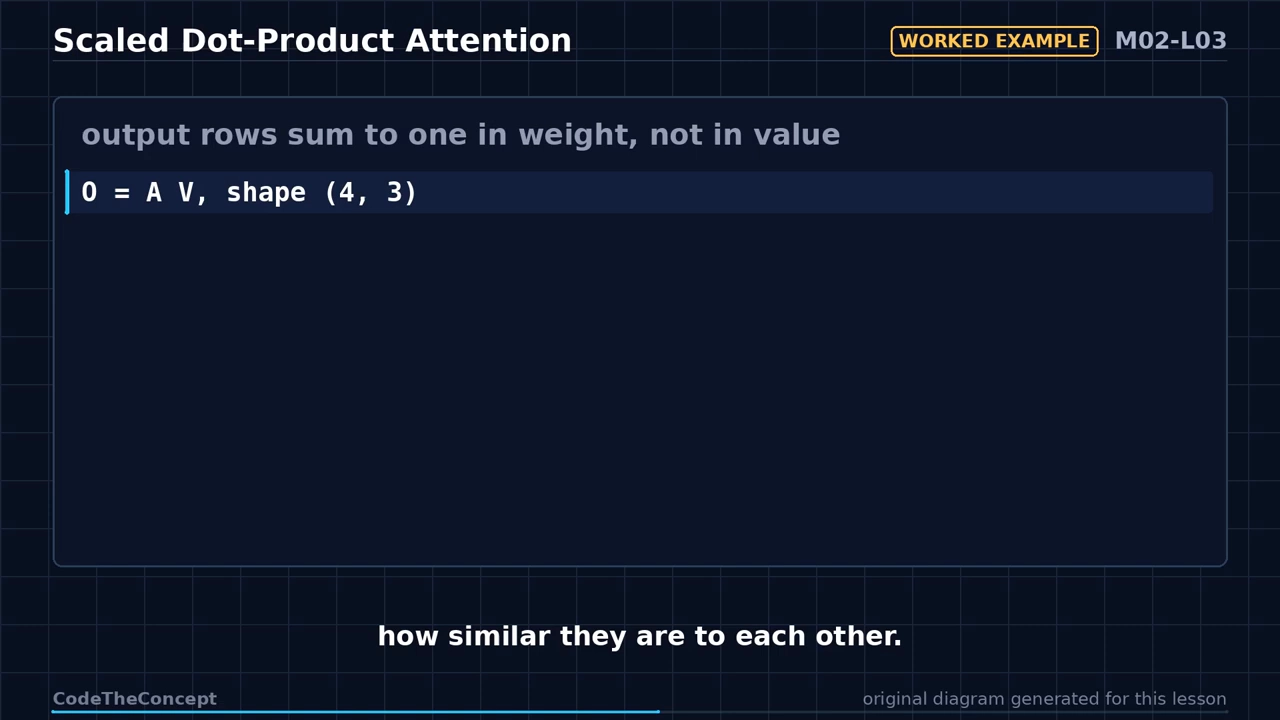 Scaled Dot-Product Attention
WORKED EXAMPLE M02-L03
output rows sum to one in weight, not in value
O = A V, shape (4, 3)
how similar they are to each other.
CodeTheConcept
original diagram generated for this lesson